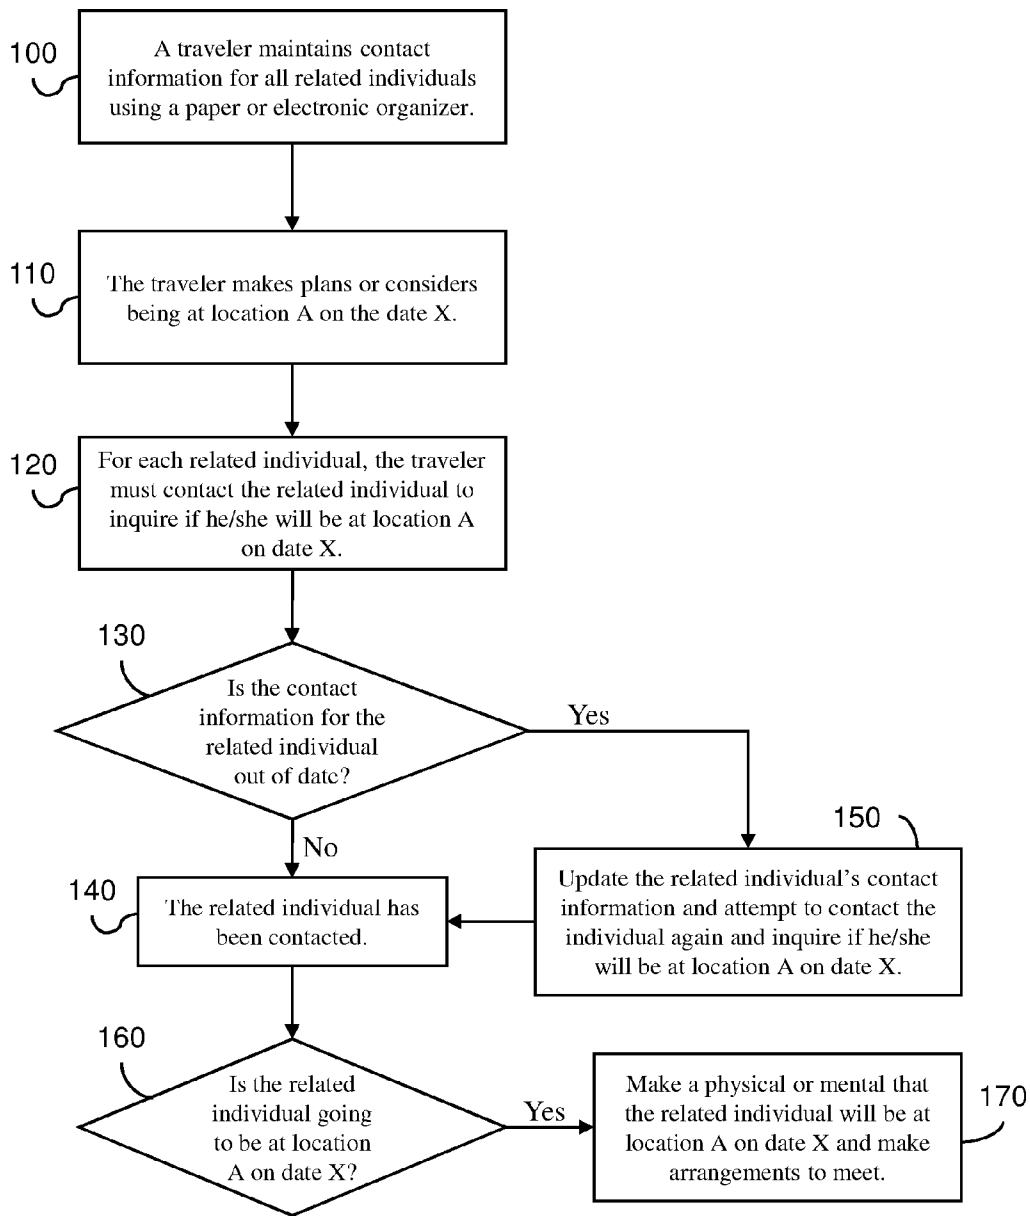 100
A traveler maintains contact
information for all related individuals
using a paper or electronic organizer.
110
The traveler makes plans or considers
being at location A on the date X.
120
For each related individual, the traveler
must contact the related individual to
inquire if he/she will be at location A
on date X.
130
Is the contact
information for the
related individual
out of date?
Yes
No
140
The related individual has
been contacted.
150
Update the related individual's contact
information and attempt to contact the
individual again and inquire if he/she
will be at location A on date X.
160
Is the related
individual going
to be at location
A on date X?
Yes
Make a physical or mental that
the related individual will be at
location A on date X and make
arrangements to meet.
170